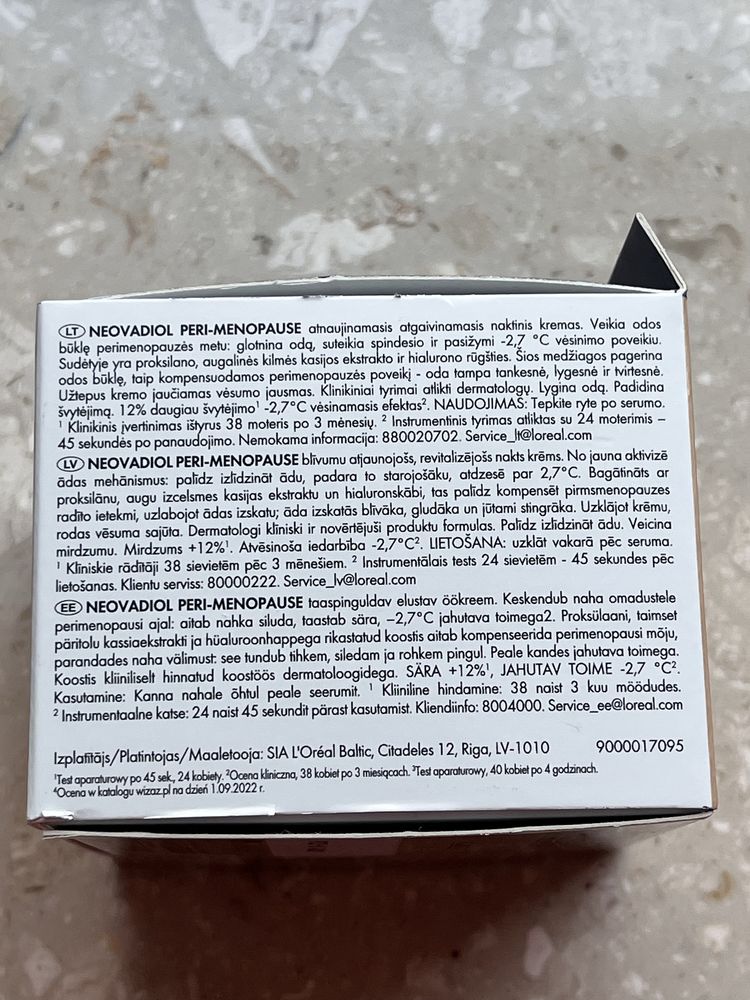 LT NEOVADIOL PERI-MENOPAUSE atnaujinamasis atgaivinamasis naktinis kremas. Veikia odos
būklę perimenopauzės metu: glotnina odą, suteikia spindesio ir pasižymi -2,7 °C vėsinimo poveikiu.
Sudėtyje yra proksilano, augalinės kilmės kasijos ekstrakto ir hialurono rūgšties. Šios medžiagos pagerina
odos būklę, taip kompensuodamos perimenopauzės poveikį - oda tampa tankesnė, lygesnė ir tvirtesnė.
Užtepus kremo jaučiamas vėsumo jausmas. Klinikiniai tyrimai atlikti dermatologų. Lygina odą. Padidina
švytėjimą. 12% daugiau švytėjimo¹ -2,7°C vėsinamasis efektas². NAUDOJIMAS: Tepkite ryte po serumo.
¹ Klinikinis įvertinimas ištyrus 38 moteris po 3 mėnesių. ² Instrumentinis tyrimas atliktas su 24 moterimis –
45 sekundės po panaudojimo. Nemokama informacija: 880020702. Service_lt@loreal.com
LV NEOVADIOL PERI-MENOPAUSE blīvumu atjaunojošs, revitalizējošs nakts krēms. No jauna aktivizē
ādas mehānismus: palīdz izlīdzināt ādu, padara to starojošāku, atdzesē par 2,7°C. Bagātināts ar
proksilānu, augu izcelsmes kasijas ekstraktu un hialuronskābi, tas palīdz kompensēt pirmsmenopauzes
radīto ietekmi, uzlabojot ādas izskatu; āda izskatās blīvāka, gludāka un jūtami stingrāka. Uzklājot krēmu,
rodas vēsuma sajūta. Dermatologi klīniski ir novērtējuši produktu formulas. Palīdz izlīdzināt ādu. Veicina
mirdzumu. Mirdzums +12%¹. Atvēsinoša iedarbība -2,7°C². LIETOŠANA: uzklāt vakarā pēc seruma.
¹ Klīniskie rādītāji 38 sievietēm pēc 3 mēnešiem. ² Instrumentālais tests 24 sievietēm - 45 sekundes pēc
lietošanas. Klientu serviss: 80000222. Service_lv@loreal.com
EE NEOVADIOL PERI-MENOPAUSE taaspinguldav elustav öökreem. Keskendub naha omadustele
perimenopausi ajal: aitab nahka siluda, taastab sära, –2,7°C jahutava toimega2. Proksülaani, taimset
päritolu kassiaekstrakti ja hüaluroonhappega rikastatud koostis aitab kompenseerida perimenopausi mõju,
parandades naha välimust: see tundub tihkem, siledam ja rohkem pingul. Peale kandes jahutava toimega.
Koostis kliiniliselt hinnatud koostöös dermatoloogidega. SÄRA +12%¹, JAHUTAV TOIME -2,7 °C².
Kasutamine: Kanna nahale õhtul peale seerumit. ¹ Kliiniline hindamine: 38 naist 3 kuu möödudes.
² Instrumentaalne katse: 24 naist 45 sekundit pärast kasutamist. Kliendiinfo: 8004000. Service_ee@loreal.com
Izplatītājs/Platintojas/Maaletooja: SIA L'Oréal Baltic, Citadeles 12, Riga, LV-1010 9000017095
¹Test aparaturowy po 45 sek., 24 kobiety. ²Ocena kliniczna, 38 kobiet po 3 miesiącach. ³Test aparaturowy, 40 kobiet po 4 godzinach.
⁴Ocena w katalogu wizaz.pl na dzień 1.09.2022 r.